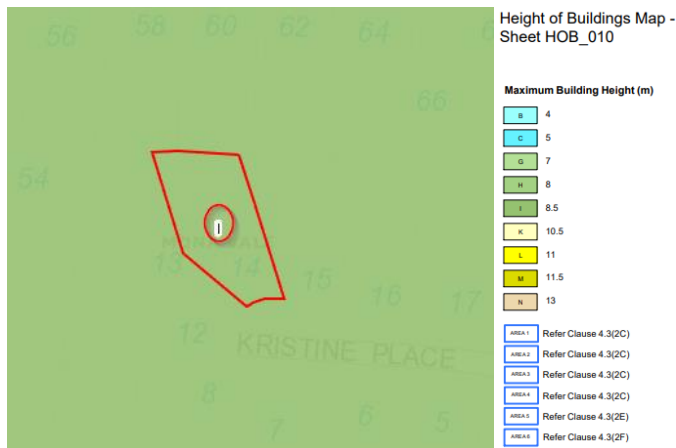 Height of Buildings Map -
Sheet HOB_010
Maximum Building Height (m)
B 4
C 5
G 7
H 8
I 8.5
K 10.5
L 11
M 11.5
N 13
AREA 1 Refer Clause 4.3(2C)
AREA 2 Refer Clause 4.3(2C)
AREA 3 Refer Clause 4.3(2C)
AREA 4 Refer Clause 4.3(2C)
AREA 5 Refer Clause 4.3(2E)
AREA 6 Refer Clause 4.3(2F)
56 58 60 62 64
66
54
I
13 14 15 16 17
12 KRISTINE PLACE
8 7 6 5